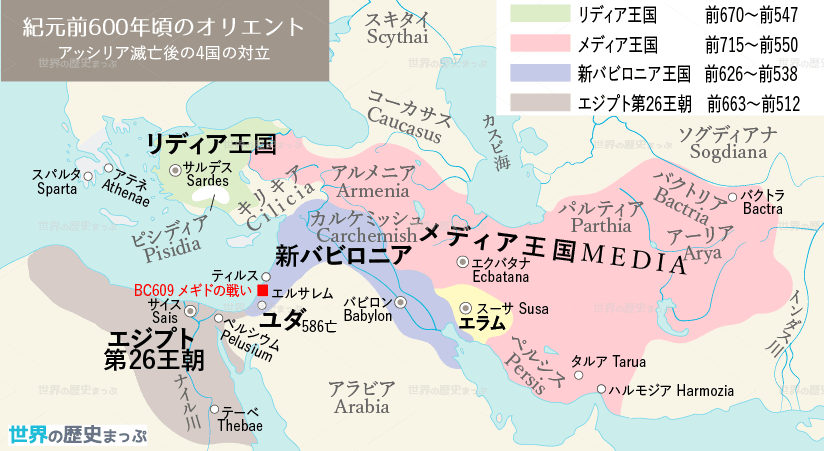 紀元前600年頃のオリエント
アッシリア滅亡後の4国の対立
リディア王国 前670〜前547
メディア王国 前715〜前550
新バビロニア王国 前626〜前538
エジプト第26王朝 前663〜前512
世界の歴史まっぷ
スキタイ
Scythai
コーカサス
Caucasus
カスピ海
ソグディアナ
Sogdiana
リディア王国
サルデス
Sardes
スパルタ
Sparta
アテネ
Athenae
キリキア
Cilicia
アルメニア
Armenia
ピシディア
Pisidia
カルケミッシュ
Carchemish
メディア王国 MEDIA
パルティア
Parthia
バクトリア
Bactria
バクトラ
Bactra
アーリア
Arya
新バビロニア
エクバタナ
Ecbatana
ティルス
BC609 メギドの戦い
エルサレム
サイス
Sais
ユダ 586亡
ペルシウム
Pelusium
バビロン
Babylon
スーサ Susa
エラム
エジプト
第26王朝
ペルシス
Persis
タルア Tarua
ハルモジア Harmozia
インダス川
アラビア
Arabia
ナイル川
テーベ
Thebae
世界の歴史まっぷ